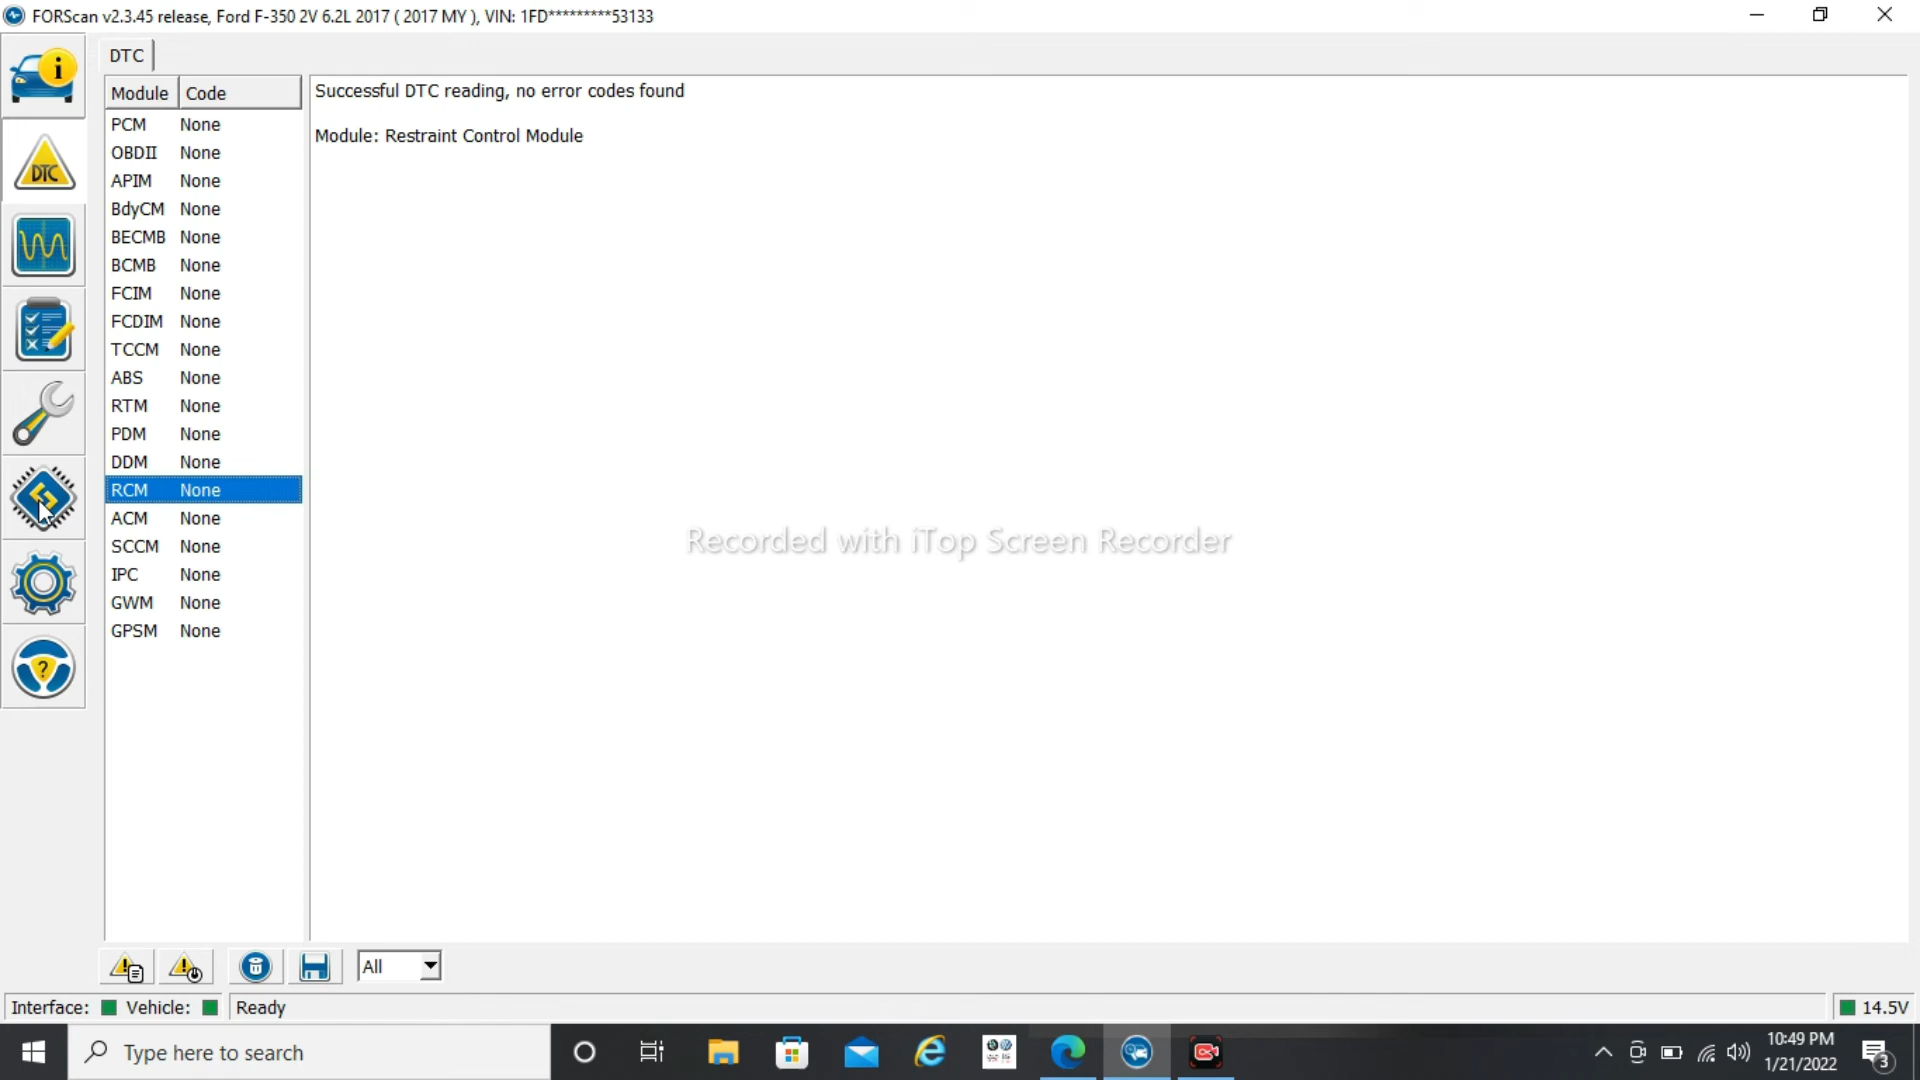 FORScan v2.3.45 release, Ford F-350 2V 6.2L 2017 ( 2017 MY ), VIN: 1FD*********53133
i
DTC
DTC
Module Code
PCM None
OBDII None
APIM None
BdyCM None
BECMB None
BCMB None
FCIM None
FCDIM None
TCCM None
ABS None
RTM None
PDM None
DDM None
RCM None
ACM None
SCCM None
IPC None
GWM None
GPSM None
Successful DTC reading, no error codes found
Module: Restraint Control Module
Recorded with iTop Screen Recorder
?
All
Interface: Vehicle: Ready
14.5V
Type here to search
10:49 PM
1/21/2022
3